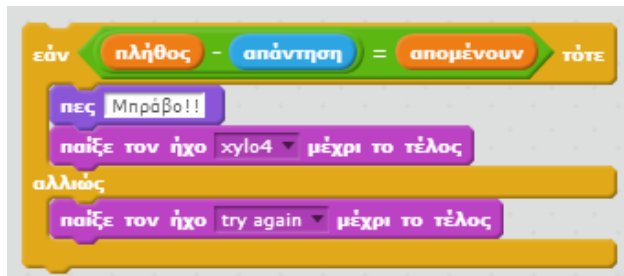 εάν πλήθος - απάντηση = απομένουν τότε
πες Μπράβο!!
παίξε τον ήχο xylo4 μέχρι το τέλος
αλλιώς
παίξε τον ήχο try again μέχρι το τέλος